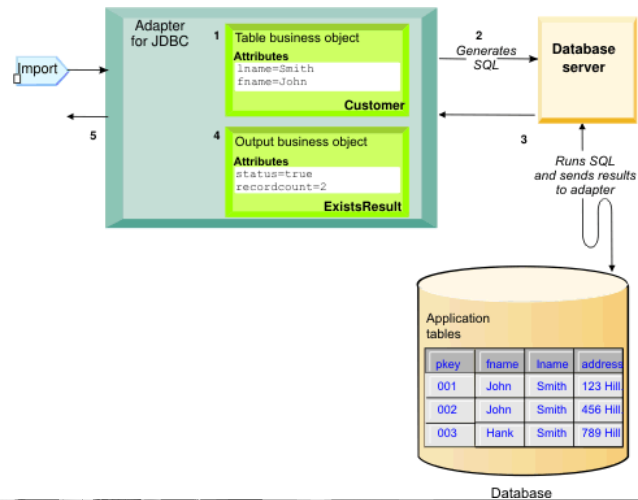 Import
Adapter
for JDBC
1
Table business object
Attributes
lname=Smith
fname=John
Customer
2
Generates
SQL
Database
server
3
4
Output business object
Attributes
status=true
recordcount=2
ExistsResult
5
Runs SQL
and sends results
to adapter
Application
tables
pkey fname lname address
001 John Smith 123 Hill
002 John Smith 456 Hill
003 Hank Smith 789 Hill
Database